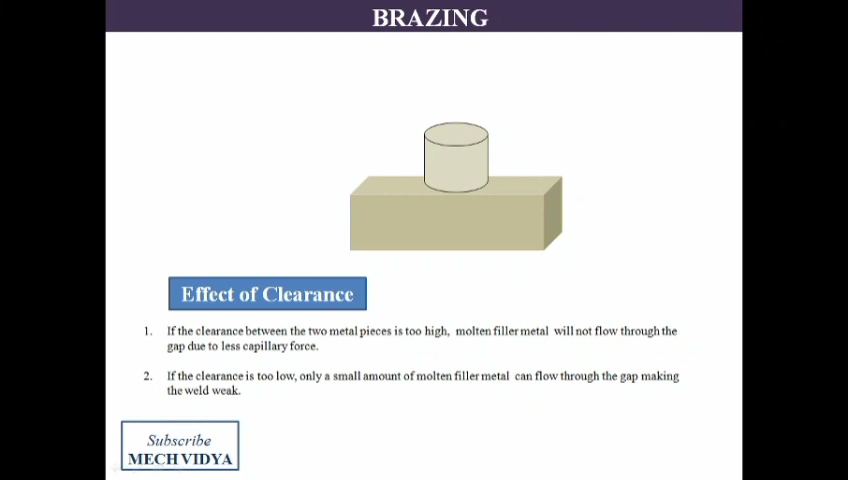 BRAZING
Effect of Clearance
1. If the clearance between the two metal pieces is too high, molten filler metal will not flow through the
gap due to less capillary force.
2. If the clearance is too low, only a small amount of molten filler metal can flow through the gap making
the weld weak.
Subscribe
MECH VIDYA